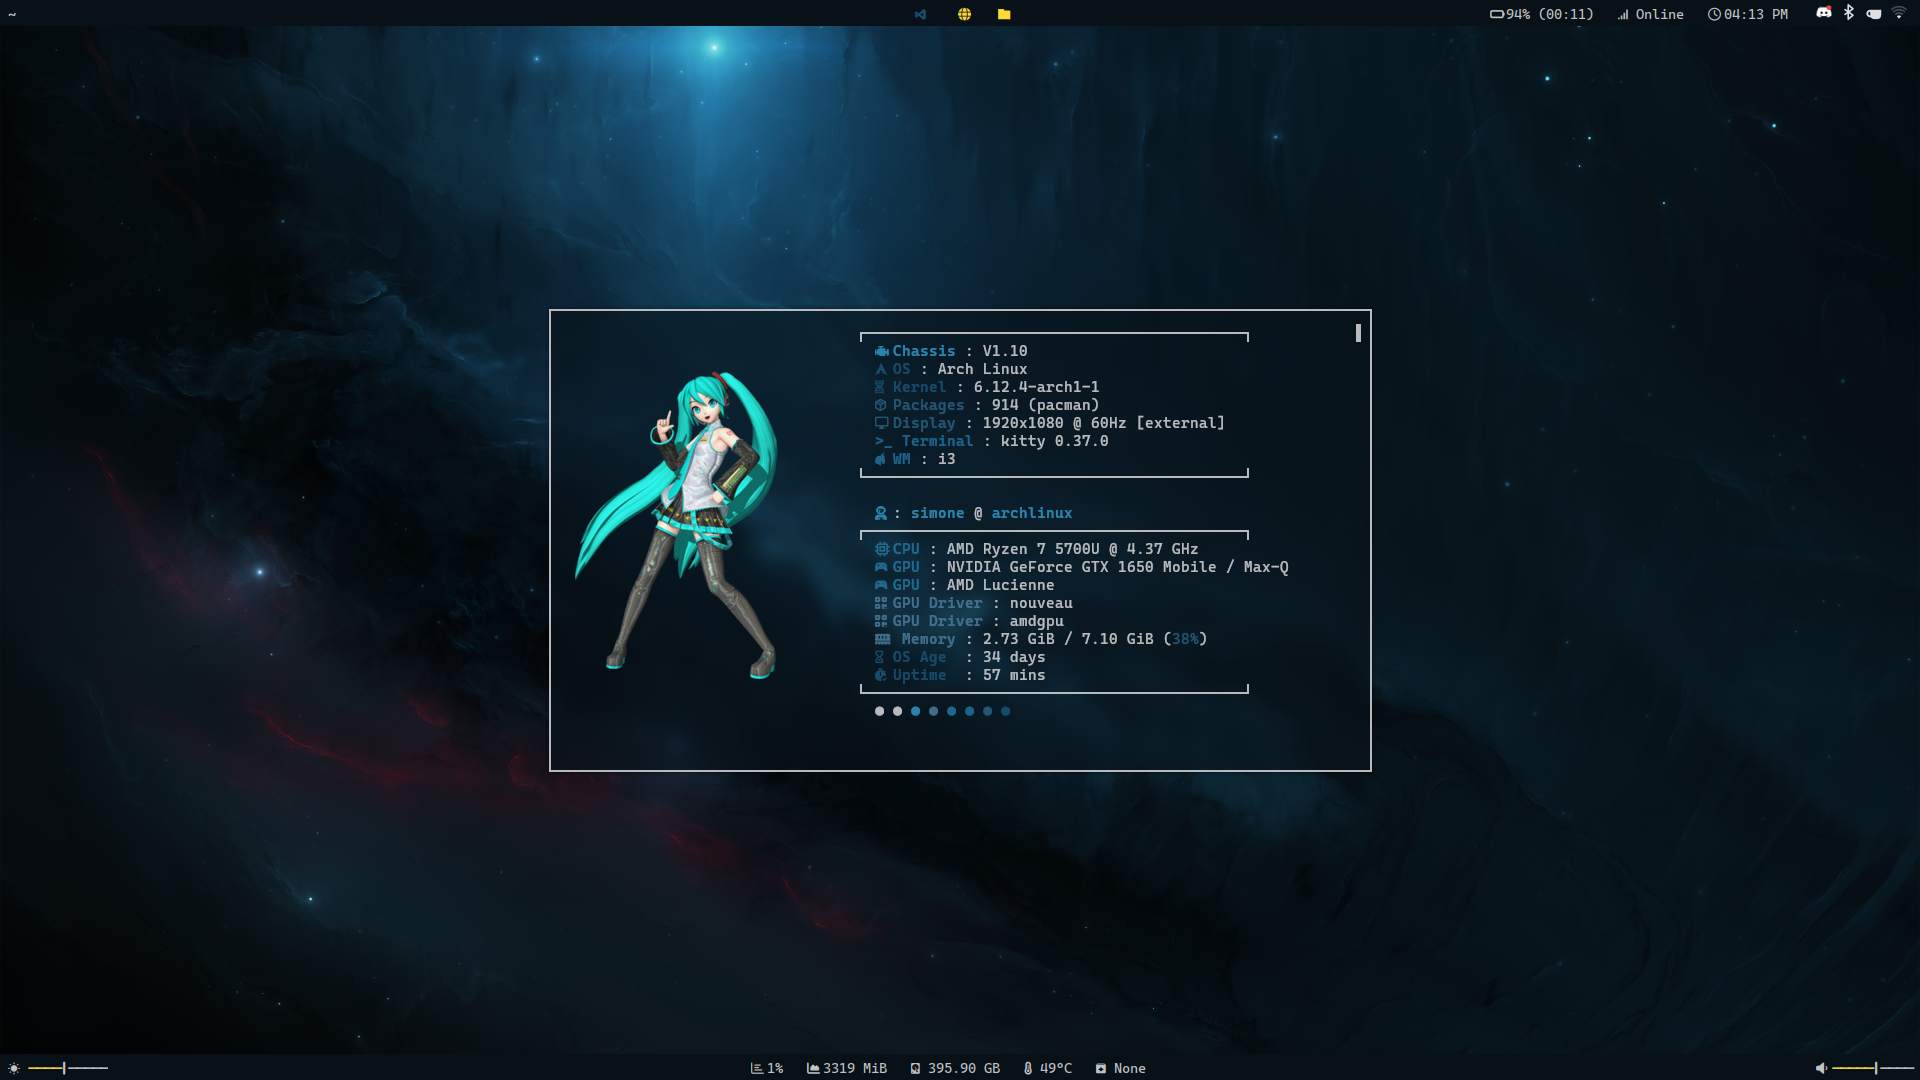 ~
94% (00:11) Online 04:13 PM
Chassis : V1.10
OS : Arch Linux
Kernel : 6.12.4-arch1-1
Packages : 914 (pacman)
Display : 1920x1080 @ 60Hz [external]
>_ Terminal : kitty 0.37.0
WM : i3
: simone @ archlinux
CPU : AMD Ryzen 7 5700U @ 4.37 GHz
GPU : NVIDIA GeForce GTX 1650 Mobile / Max-Q
GPU : AMD Lucienne
GPU Driver : nouveau
GPU Driver : amdgpu
Memory : 2.73 GiB / 7.10 GiB (38%)
OS Age : 34 days
Uptime : 57 mins
1% 3319 MiB 395.90 GB 49°C None